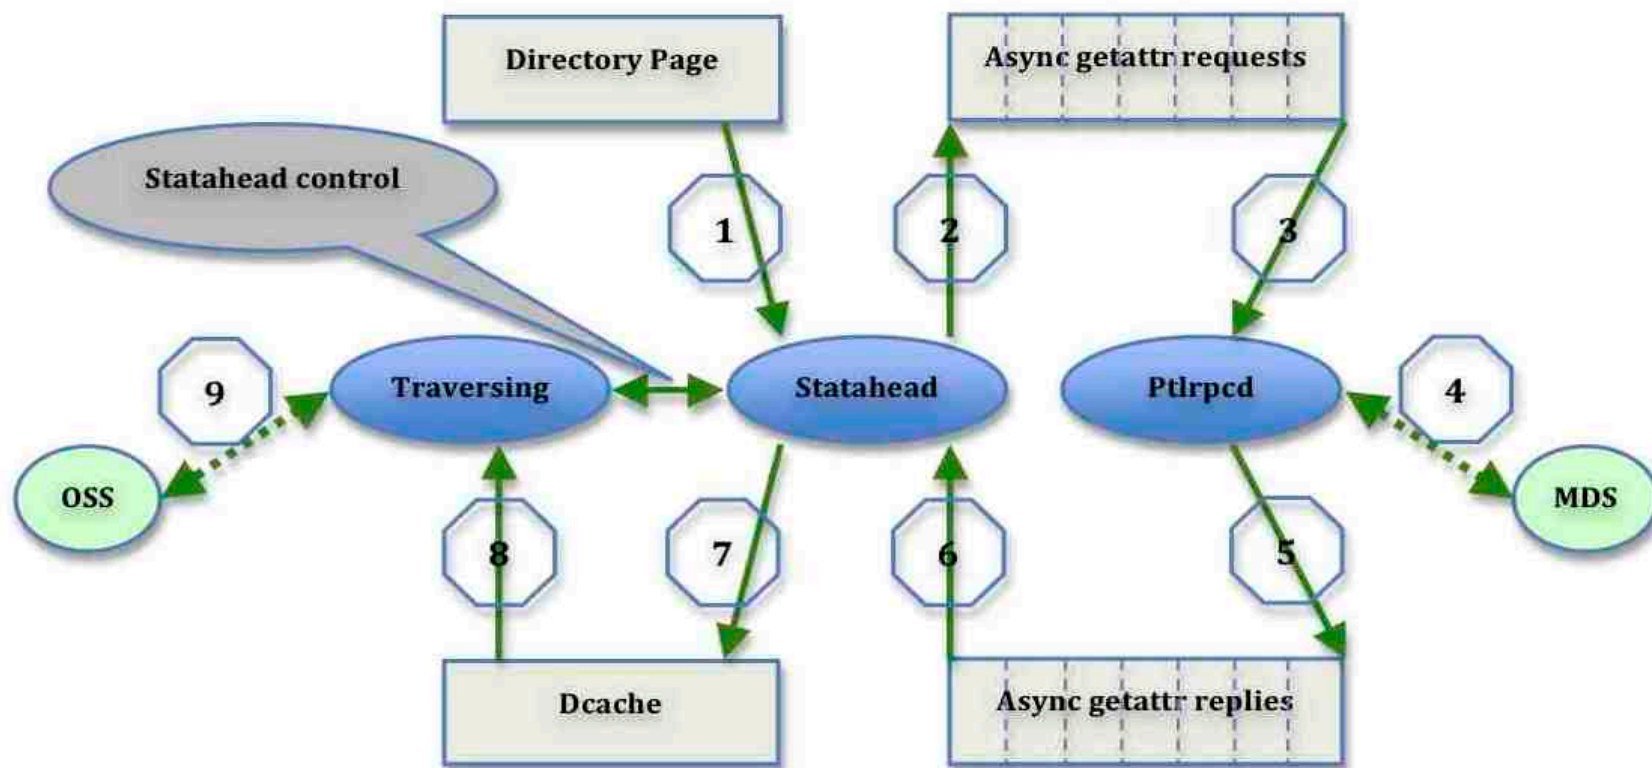 Directory Page
Async getattr requests
Statahead control
1
2
3
9
Traversing
Statahead
Ptlrpcd
4
OSS
MDS
8
7
6
5
Dcache
Async getattr replies